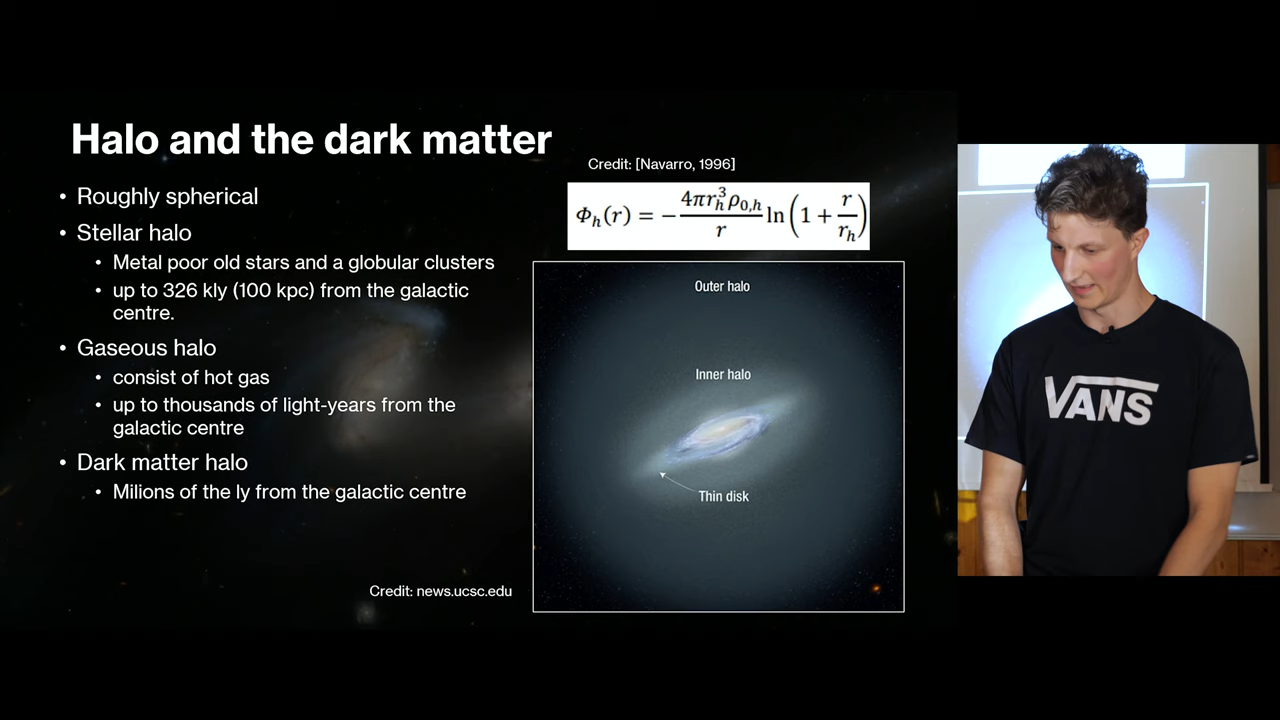 Halo and the dark matter
Credit: [Navarro, 1996]
• Roughly spherical
Φₕ(r) = −4πrₕ³ρ₀,ₕ/r ln(1 + r/rₕ)
• Stellar halo
• Metal poor old stars and a globular clusters
• up to 326 kly (100 kpc) from the galactic
centre.
• Gaseous halo
• consist of hot gas
• up to thousands of light-years from the
galactic centre
• Dark matter halo
• Milions of the ly from the galactic centre
Outer halo
Inner halo
Thin disk
Credit: news.ucsc.edu
VANS